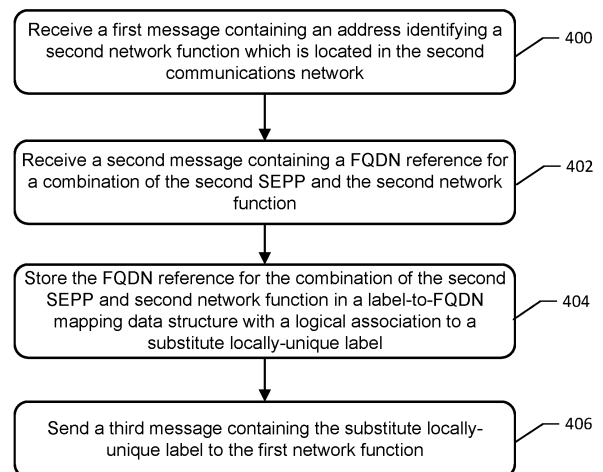 Receive a first message containing an address identifying a
second network function which is located in the second
communications network
400
Receive a second message containing a FQDN reference for
a combination of the second SEPP and the second network
function
402
Store the FQDN reference for the combination of the second
SEPP and second network function in a label-to-FQDN
mapping data structure with a logical association to a
substitute locally-unique label
404
Send a third message containing the substitute locally-
unique label to the first network function
406